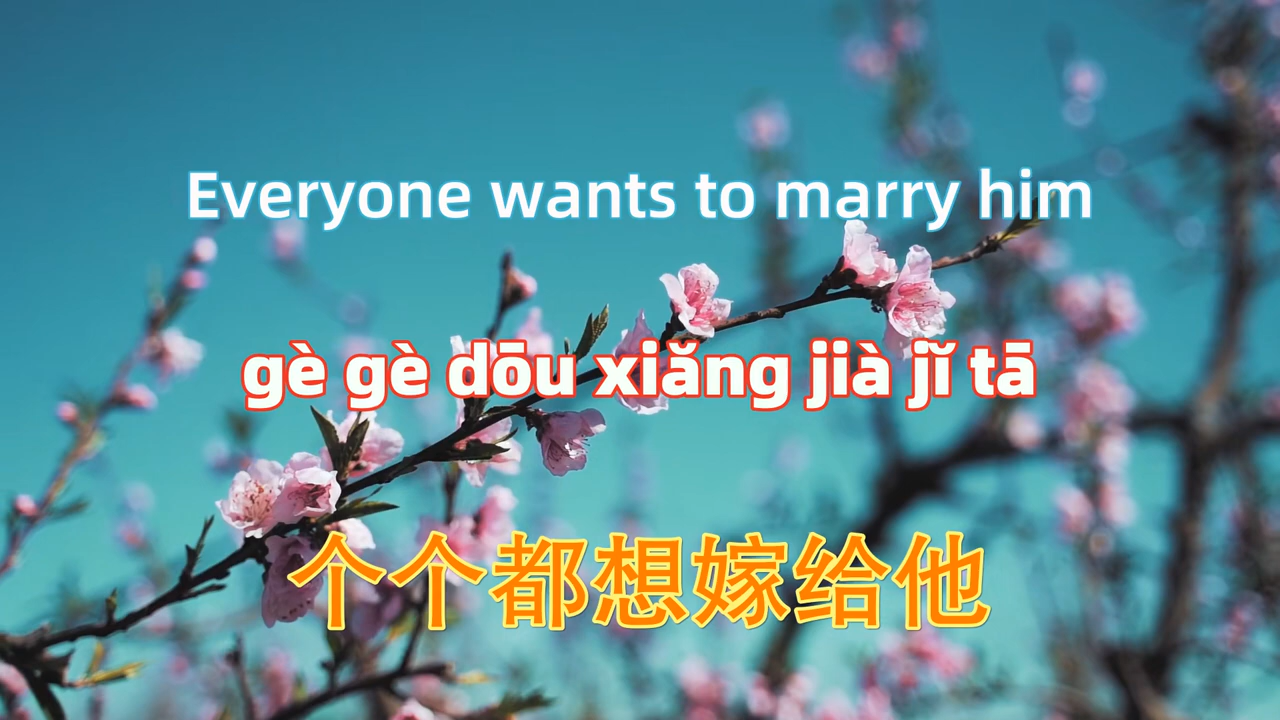 Everyone wants to marry him
gè gè dōu xiǎng jià jǐ tā
个个都想嫁给他